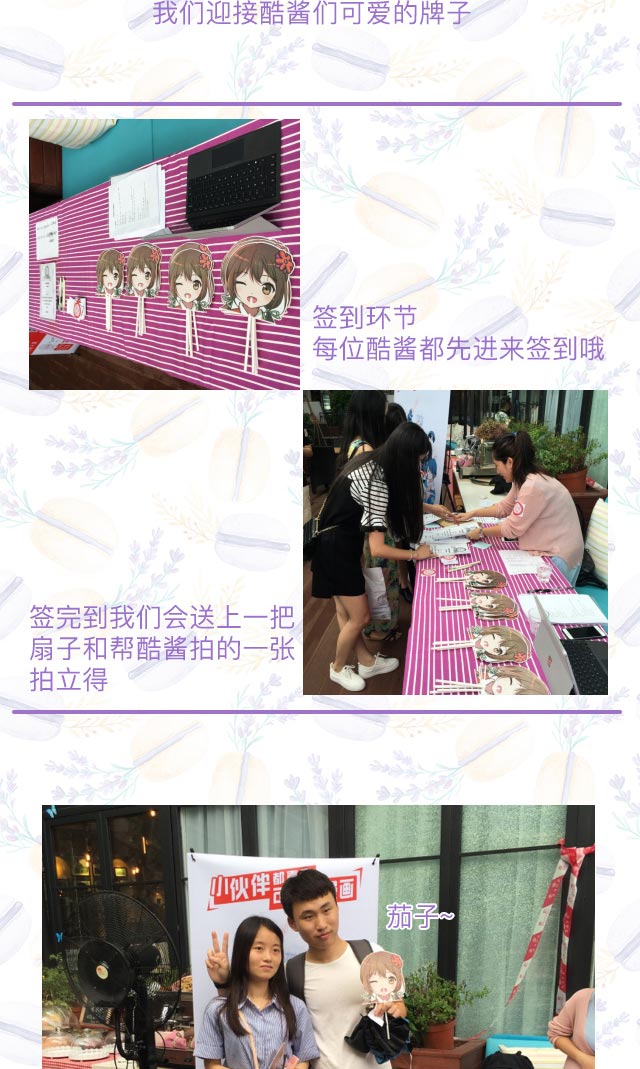 我们迎接酷酱们可爱的牌子
签到环节
每位酷酱都先进来签到哦
签完到我们会送上一把
扇子和帮酷酱拍的一张
拍立得
小伙伴都
画
茄子~